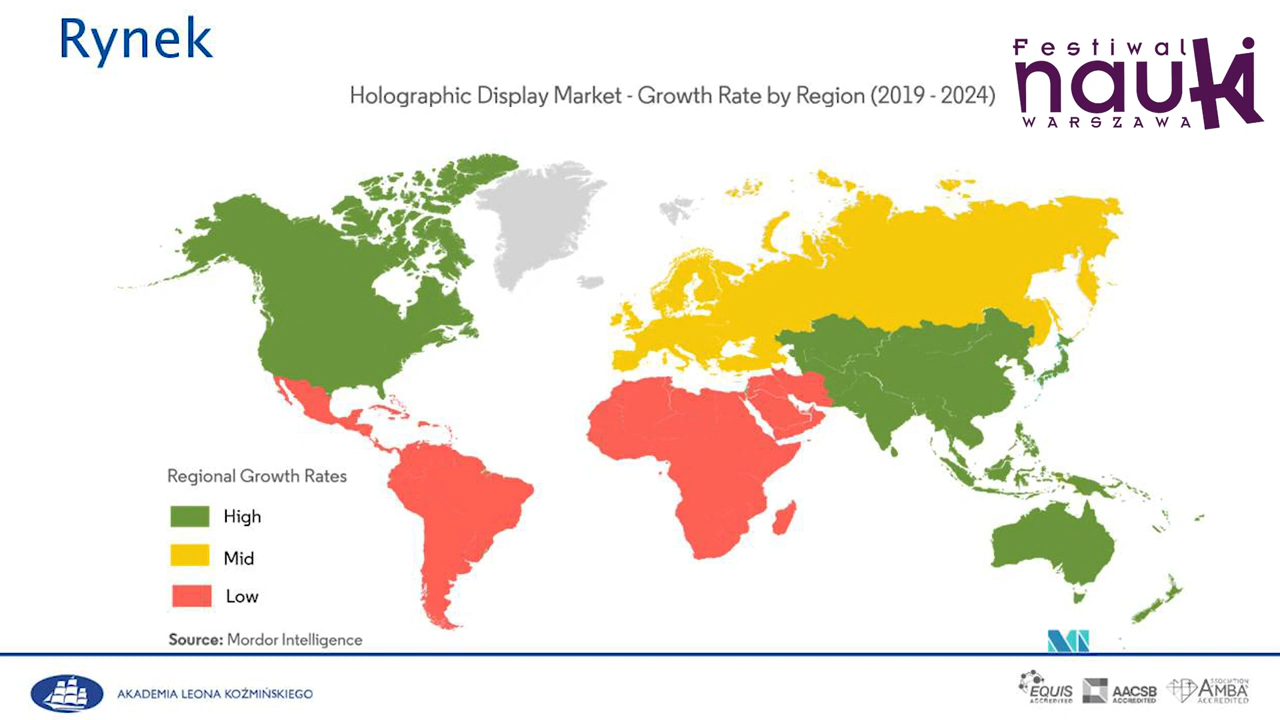 Rynek
Festiwal
nauki
WARSZAWA
Holographic Display Market - Growth Rate by Region (2019 - 2024)
Regional Growth Rates
High
Mid
Low
Source: Mordor Intelligence
AKADEMIA LEONA KOŹMIŃSKIEGO
EQUIS
ACCREDITED
AACSB
ACCREDITED
ASSOCIATION
AMBA
ACCREDITED